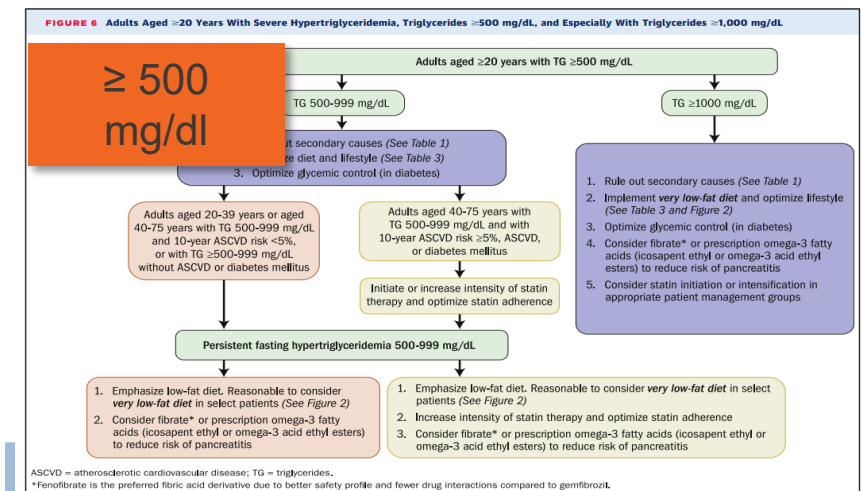 FIGURE 6 Adults Aged ≥20 Years With Severe Hypertriglyceridemia, Triglycerides ≥500 mg/dL, and Especially With Triglycerides ≥1,000 mg/dL
≥ 500
mg/dl
Adults aged ≥20 years with TG ≥500 mg/dL
TG 500-999 mg/dL
TG ≥1000 mg/dL
secondary causes (See Table 1)
diet and lifestyle (See Table 3)
3. Optimize glycemic control (in diabetes)
1. Rule out secondary causes (See Table 1)
2. Implement very low-fat diet and optimize lifestyle
(See Table 3 and Figure 2)
3. Optimize glycemic control (in diabetes)
4. Consider fibrate* or prescription omega-3 fatty
acids (icosapent ethyl or omega-3 acid ethyl
esters) to reduce risk of pancreatitis
5. Consider statin initiation or intensification in
appropriate patient management groups
Adults aged 20-39 years or aged
40-75 years with TG 500-999 mg/dL
and 10-year ASCVD risk <5%,
or with TG ≥500-999 mg/dL
without ASCVD or diabetes mellitus
Adults aged 40-75 years with
TG 500-999 mg/dL and with
10-year ASCVD risk ≥5%, ASCVD,
or diabetes mellitus
Initiate or increase intensity of statin
therapy and optimize statin adherence
Persistent fasting hypertriglyceridemia 500-999 mg/dL
1. Emphasize low-fat diet. Reasonable to consider
very low-fat diet in select patients (See Figure 2)
2. Consider fibrate* or prescription omega-3 fatty
acids (icosapent ethyl or omega-3 acid ethyl esters)
to reduce risk of pancreatitis
1. Emphasize low-fat diet. Reasonable to consider very low-fat diet in select
patients (See Figure 2)
2. Increase intensity of statin therapy and optimize statin adherence
3. Consider fibrate* or prescription omega-3 fatty acids (icosapent ethyl or
omega-3 acid ethyl esters) to reduce risk of pancreatitis
ASCVD = atherosclerotic cardiovascular disease; TG = triglycerides.
*Fenofibrate is the preferred fibric acid derivative due to better safety profile and fewer drug interactions compared to gemfibrozil.